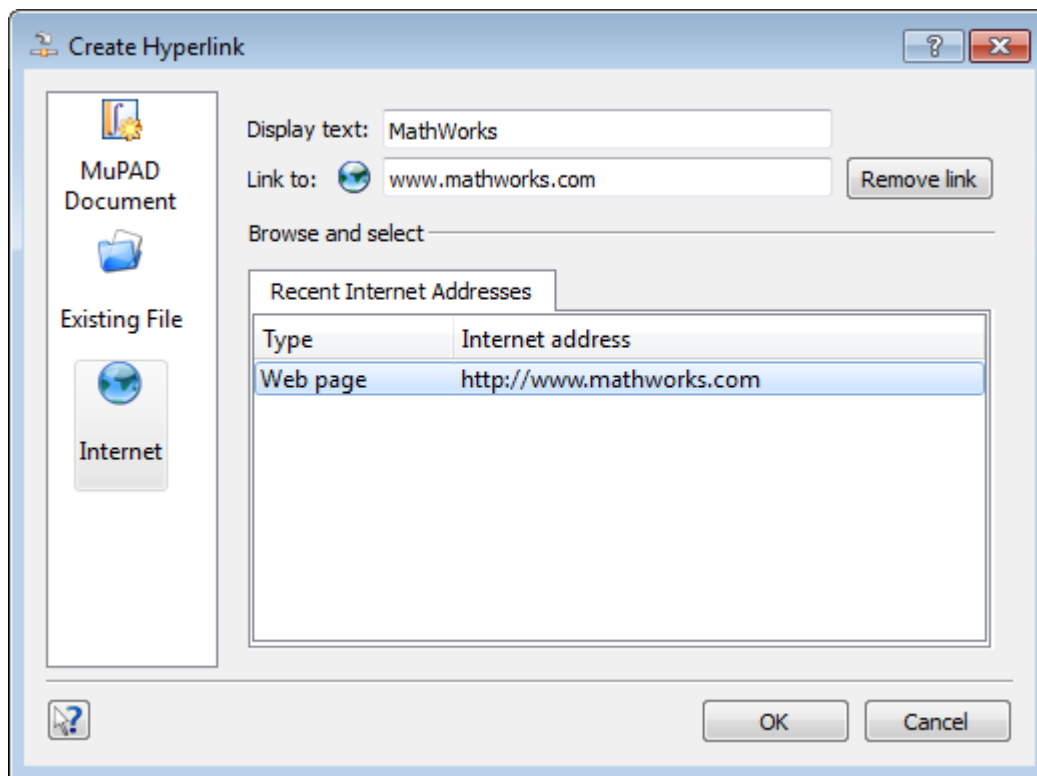 Create Hyperlink
MuPAD
Document
Existing File
Internet
Display text: MathWorks
Link to: www.mathworks.com Remove link
Browse and select
Recent Internet Addresses
Type Internet address
Web page http://www.mathworks.com
OK Cancel